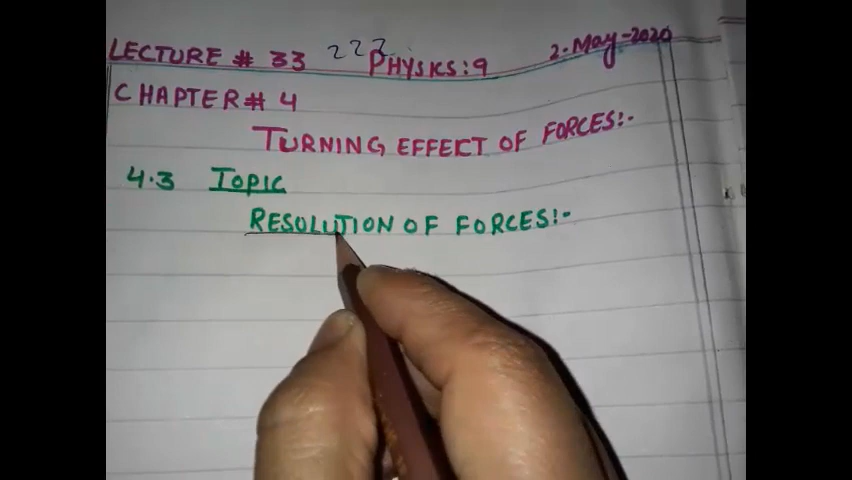 LECTURE # 33 222 PHYSICS:9 2-May-2020
CHAPTER# 4
TURNING EFFECT OF FORCES:-
4.3 TOPIC
RESOLUTION OF FORCES:-